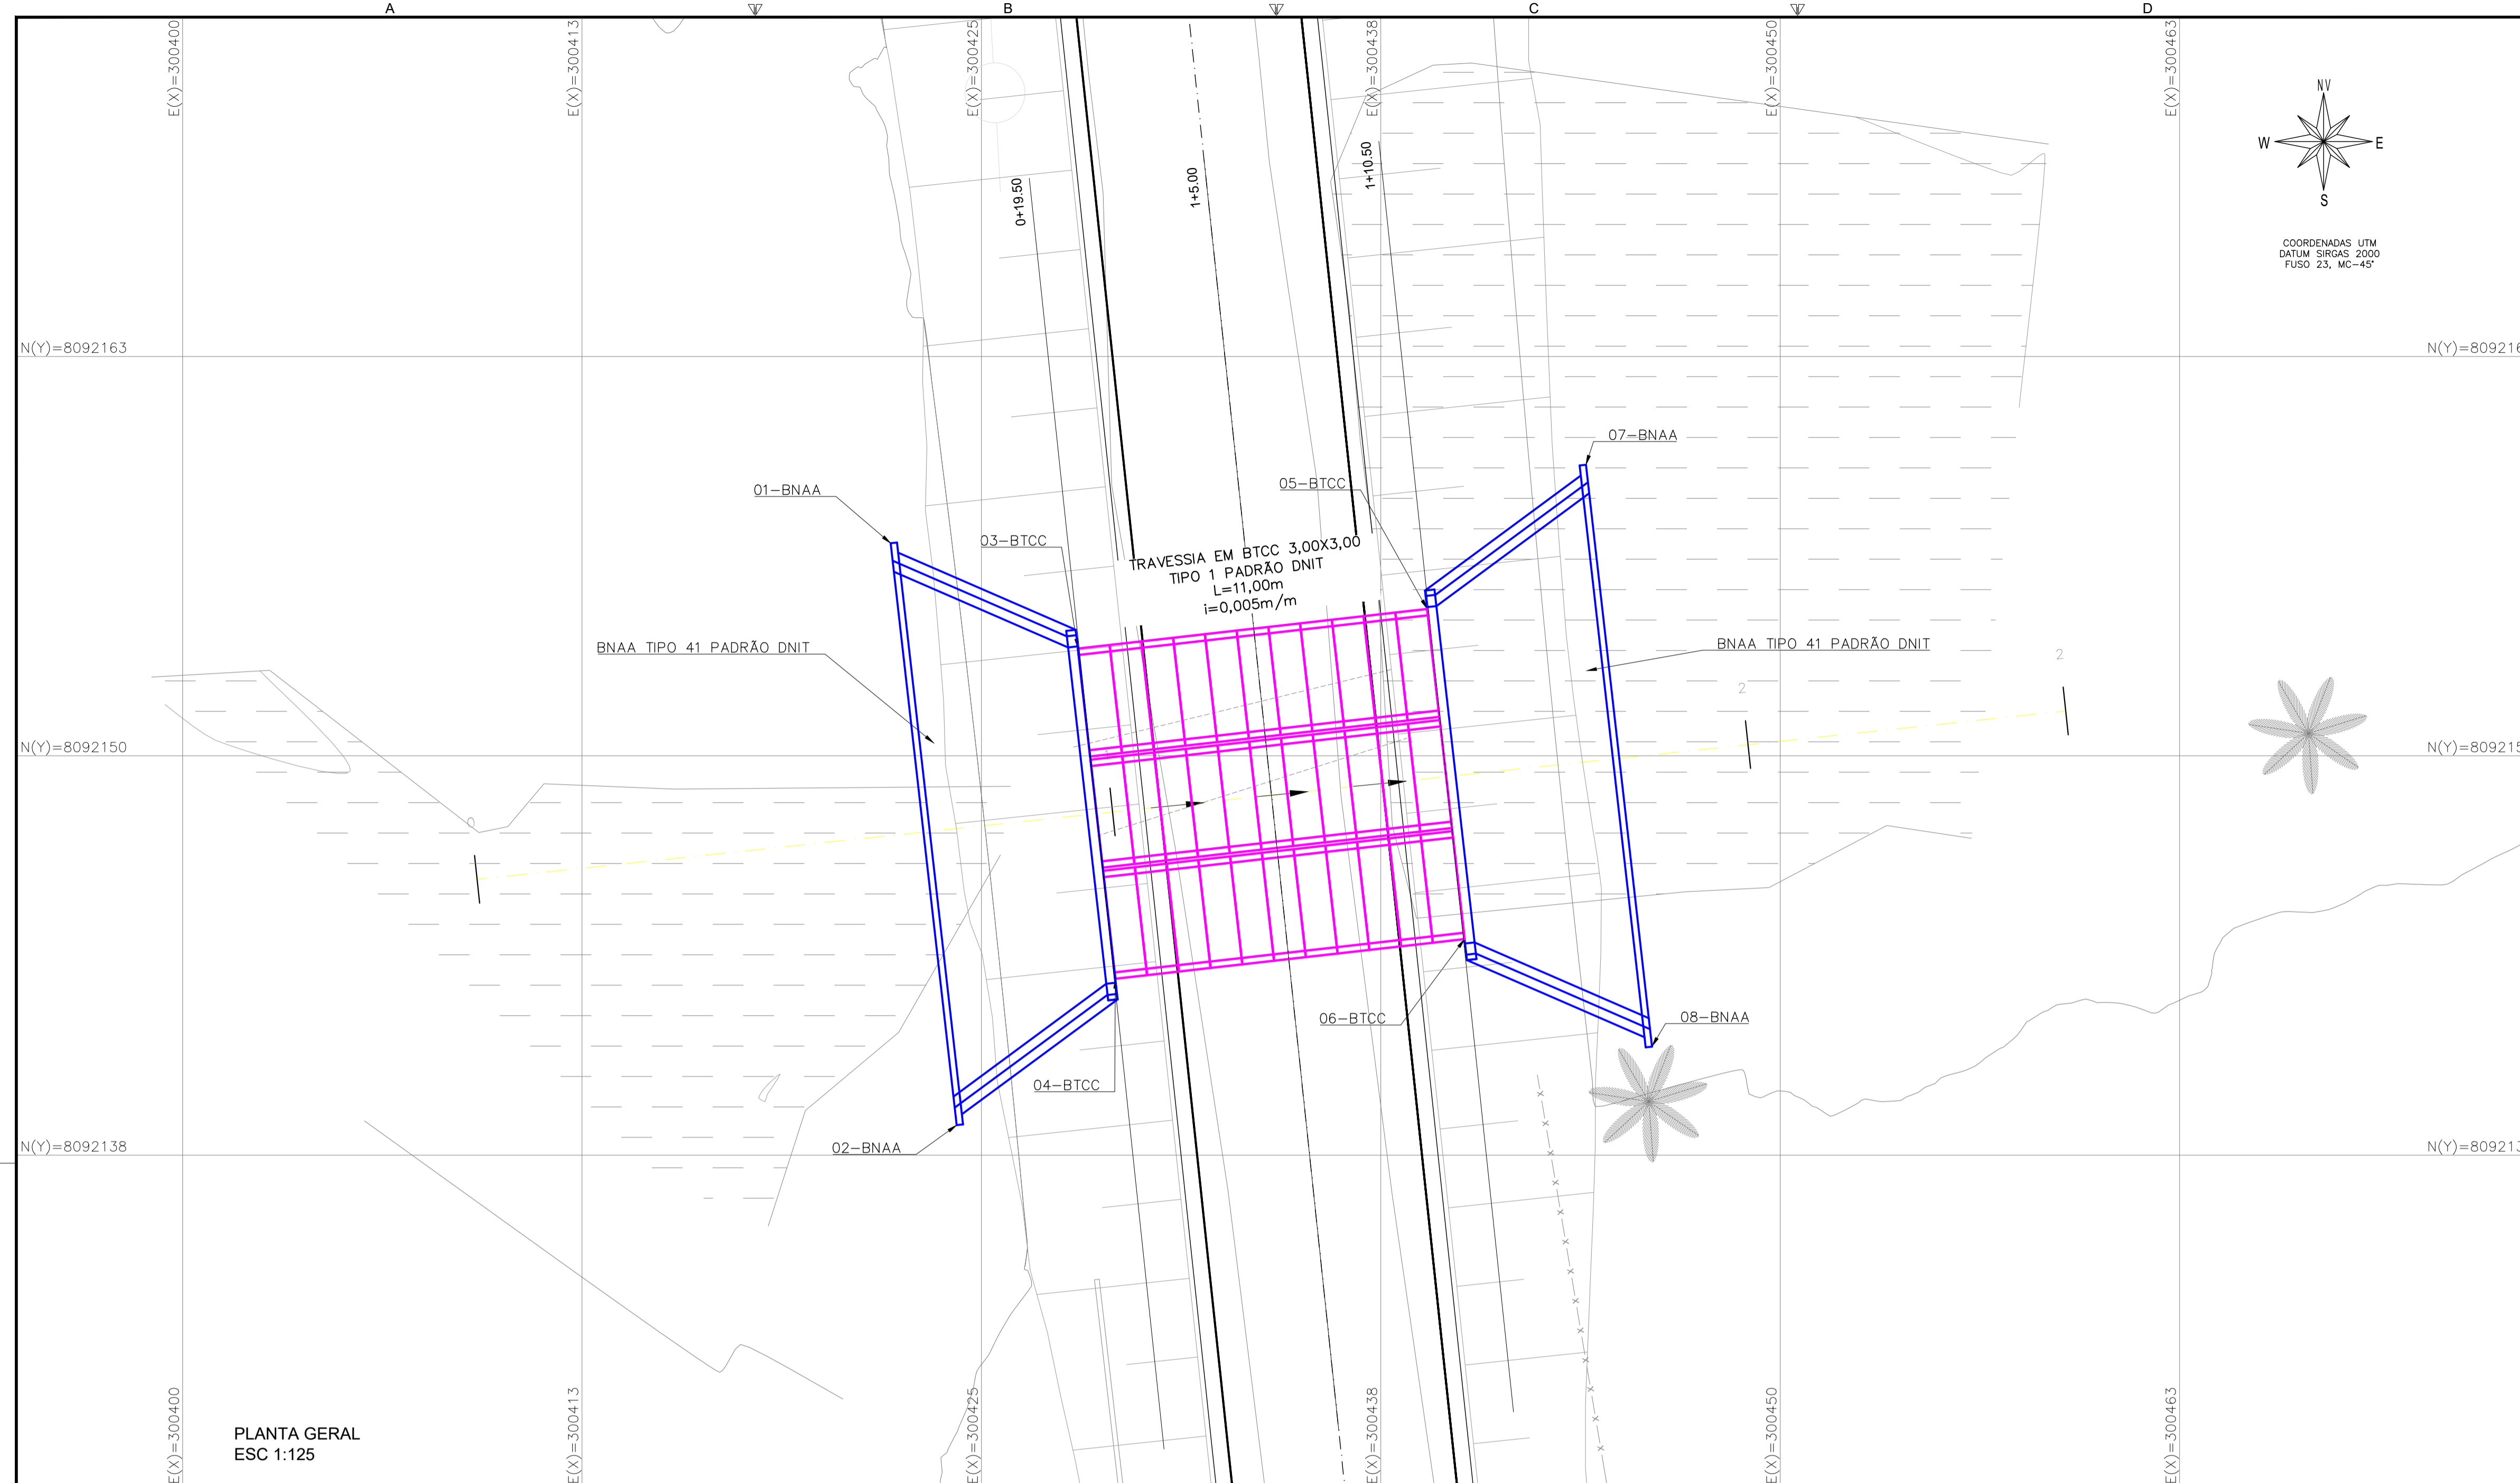 A
B
C
D
E(X)=300400
E(X)=300413
E(X)=300425
E(X)=300438
E(X)=300450
E(X)=300463
NV
W
E
S
COORDENADAS UTM
DATUM SIRGAS 2000
FUSO 23, MC-45°
0+19.50
1+5.00
1+10.50
N(Y)=8092163
N(Y)=809216
07-BNAA
01-BNAA
05-BTCC
03-BTCC
TRAVESSIA EM BTCC 3,00X3,00
TIPO 1 PADRÃO DNIT
L=11,00m
i=0,005m/m
BNAA TIPO 41 PADRÃO DNIT
BNAA TIPO 41 PADRÃO DNIT
2
2
N(Y)=8092150
N(Y)=809215
0
06-BTCC
08-BNAA
04-BTCC
02-BNAA
N(Y)=8092138
N(Y)=809213
E(X)=300400
E(X)=300413
E(X)=300425
E(X)=300438
E(X)=300450
E(X)=300463
PLANTA GERAL
ESC 1:125